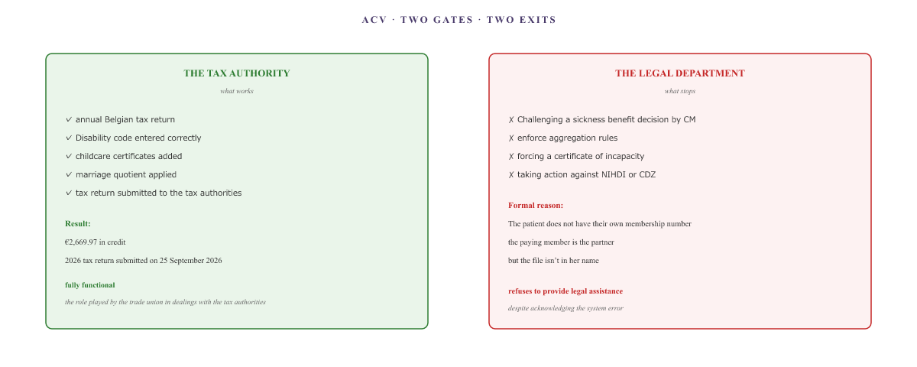 ACV · TWO GATES · TWO EXITS
THE TAX AUTHORITY
what works
✓ annual Belgian tax return
✓ Disability code entered correctly
✓ childcare certificates added
✓ marriage quotient applied
✓ tax return submitted to the tax authorities
Result:
€2,669.97 in credit
2026 tax return submitted on 25 September 2026
fully functional
the role played by the trade union in dealings with the tax authorities
THE LEGAL DEPARTMENT
what stops
✗ Challenging a sickness benefit decision by CM
✗ enforce aggregation rules
✗ forcing a certificate of incapacity
✗ taking action against NIHDI or CDZ
Formal reason:
The patient does not have their own membership number
the paying member is the partner
but the file isn't in her name
refuses to provide legal assistance
despite acknowledging the system error